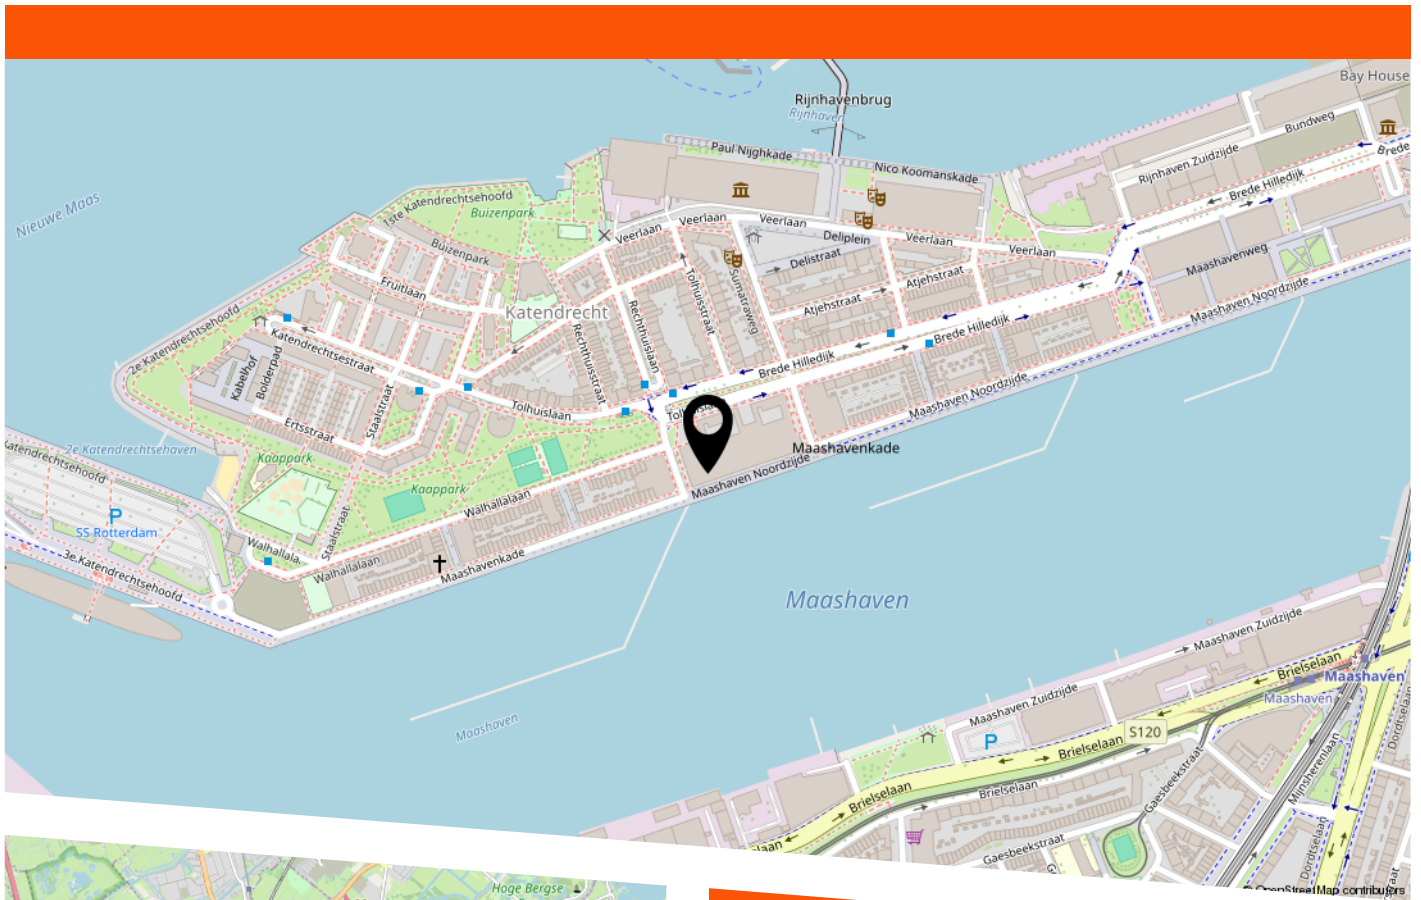 Bay House
Rijnhavenbrug
Rijnhaven
Bundweg
Paul Nijghkade
Brede
Rijnhaven Zuidzijde
Nico Koomanskade
Brede Hilledijk
1ste Katendrechtsehoofd
Nieuwe Maas
Buizenpark
Veerlaan
Veerlaan
Veerlaan
Deliplein
Veerlaan
Veerlaan
Buizenpark
Delistraat
Maashavenweg
Fruitlaan
Tolhuisstraat
Sumatraweg
Atjehstraat
Atjehstraat
Maashaven Noordzijde
2e Katendrechtsehoofd
Katendrecht
Rechthuislaan
Katendrechtsestraat
Rechthuisstraat
Brede Hilledijk
Brede Hilledijk
Kabelhof
Bolderpad
Staalstraat
Tolhuislaan
Maashaven Noordzijde
Ertsstraat
2e Katendrechtsehaven
Maashavenkade
Kaappark
Maashaven Noordzijde
Kaappark
Walhallalaan
P
SS Rotterdam
Staalstraat
Walhallala
3e Katendrechtsehoofd
Walhallalaan
Maashavenkade
Maashaven
Maashaven Zuidzijde
Brielselaan
Maashaven
Maashaven
Maashaven Zuidzijde
Maashaven
S120
P
Brielselaan
Dordtselaan
Mijnsherenlaan
Gaesbeekstraat
Brielselaan
Brielselaan
Gaesbeekstraat
Dordtselaan
Hoge Bergse
© OpenStreetMap contributors